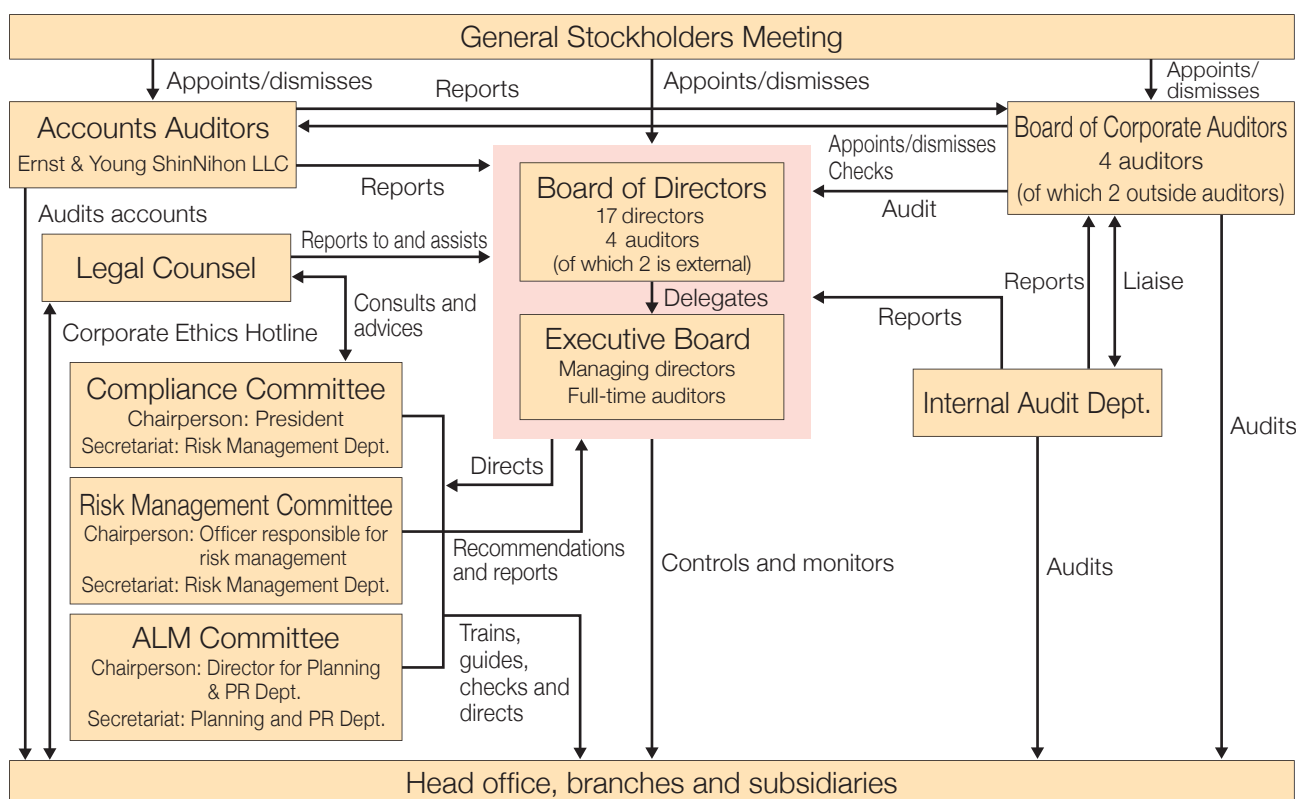 General Stockholders Meeting
Appoints/dismisses
Reports
Appoints/dismisses
Appoints/
dismisses
Accounts Auditors
Ernst & Young ShinNihon LLC
Board of Corporate Auditors
4 auditors
(of which 2 outside auditors)
Appoints/dismisses
Checks
Reports
Audit
Board of Directors
17 directors
4 auditors
(of which 2 is external)
Audits accounts
Reports to and assists
Legal Counsel
Delegates
Reports
Liaise
Consults and
advices
Reports
Corporate Ethics Hotline
Executive Board
Managing directors
Full-time auditors
Compliance Committee
Chairperson: President
Secretariat: Risk Management Dept.
Internal Audit Dept.
Audits
Directs
Risk Management Committee
Chairperson: Officer responsible for
risk management
Secretariat: Risk Management Dept.
Recommendations
and reports
Controls and monitors
Audits
ALM Committee
Chairperson: Director for Planning
& PR Dept.
Secretariat: Planning and PR Dept.
Trains,
guides,
checks and
directs
Head office, branches and subsidiaries